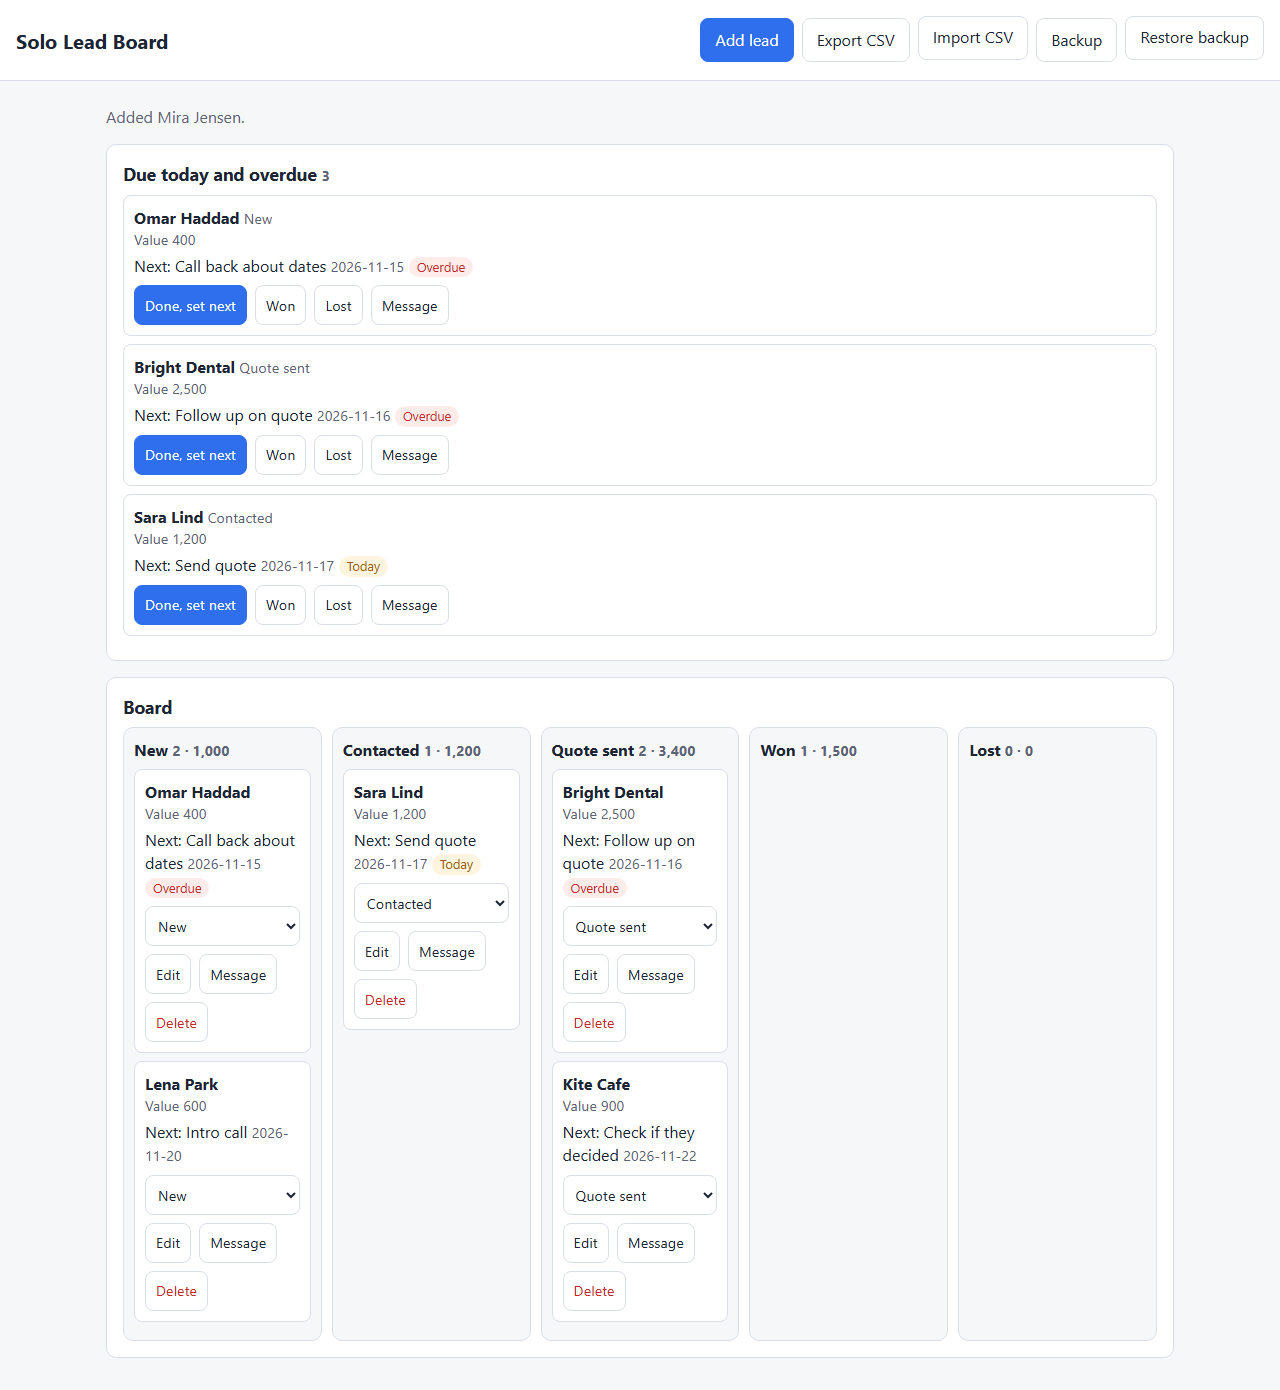 Solo Lead Board
Add lead
Export CSV
Import CSV
Backup
Restore backup
Added Mira Jensen.
Due today and overdue 3
Omar Haddad New
Value 400
Next: Call back about dates 2026-11-15 Overdue
Done, set next
Won
Lost
Message
Bright Dental Quote sent
Value 2,500
Next: Follow up on quote 2026-11-16 Overdue
Done, set next
Won
Lost
Message
Sara Lind Contacted
Value 1,200
Next: Send quote 2026-11-17 Today
Done, set next
Won
Lost
Message
Board
New 2 · 1,000
Omar Haddad
Value 400
Next: Call back about
dates 2026-11-15
Overdue
New
Edit
Message
Delete
Lena Park
Value 600
Next: Intro call 2026-
11-20
New
Edit
Message
Delete
Contacted 1 · 1,200
Sara Lind
Value 1,200
Next: Send quote
2026-11-17 Today
Contacted
Edit
Message
Delete
Quote sent 2 · 3,400
Bright Dental
Value 2,500
Next: Follow up on
quote 2026-11-16
Overdue
Quote sent
Edit
Message
Delete
Kite Cafe
Value 900
Next: Check if they
decided 2026-11-22
Quote sent
Edit
Message
Delete
Won 1 · 1,500
Lost 0 · 0